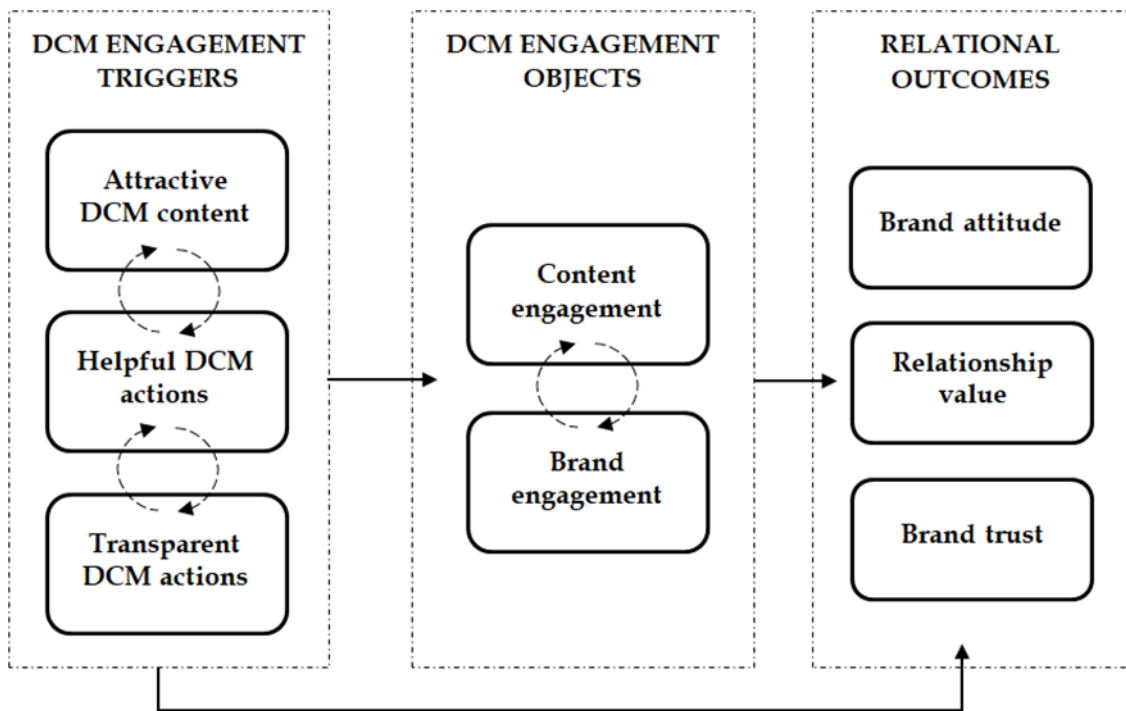 DCM ENGAGEMENT
TRIGGERS
Attractive
DCM content
Helpful DCM
actions
Transparent
DCM actions
DCM ENGAGEMENT
OBJECTS
Content
engagement
Brand
engagement
RELATIONAL
OUTCOMES
Brand attitude
Relationship
value
Brand trust